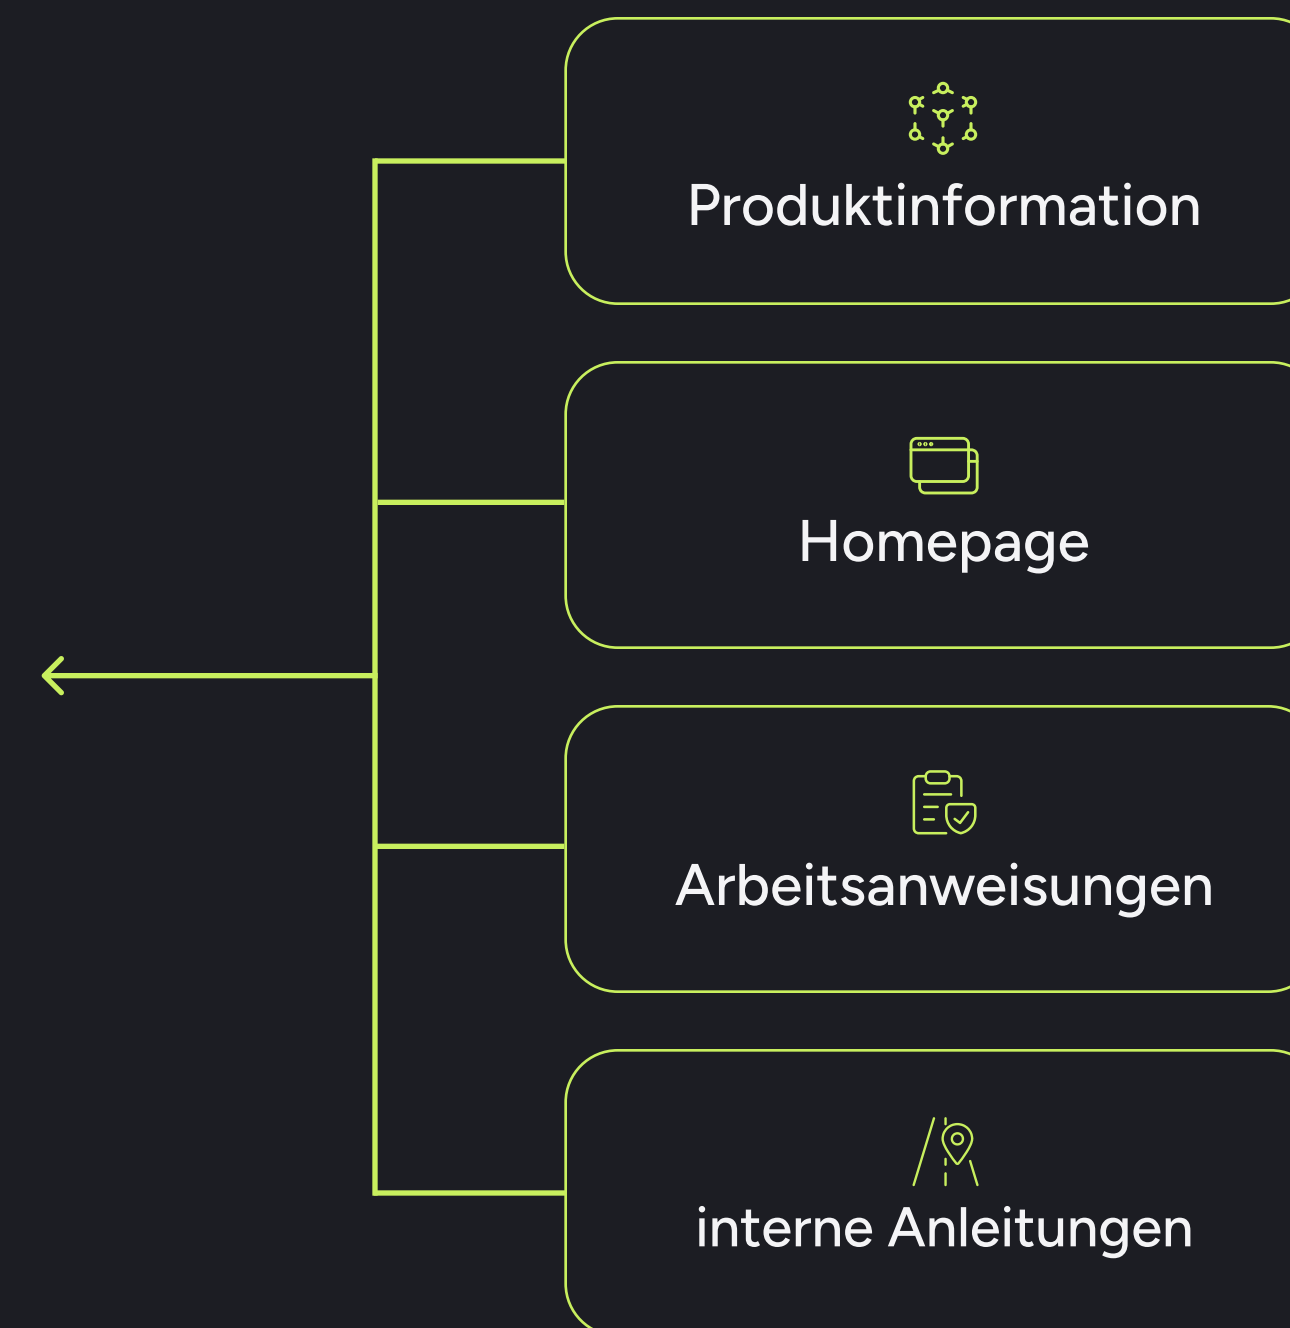 Produktinformation
Homepage
Arbeitsanweisungen
interne Anleitungen